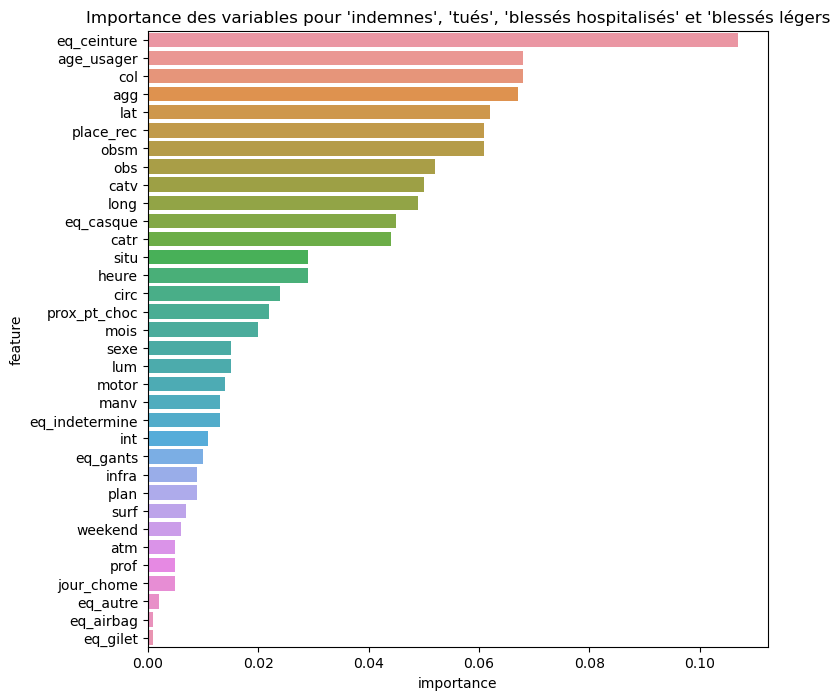 Importance des variables pour 'indemnes', 'tués', 'blessés hospitalisés' et 'blessés légers
eq_ceinture
age_usager
col
agg
lat
place_rec
obsm
obs
catv
long
eq_casque
catr
situ
heure
circ
prox_pt_choc
mois
sexe
lum
motor
manv
eq_indetermine
int
eq_gants
infra
plan
surf
weekend
atm
prof
jour_chome
eq_autre
eq_airbag
eq_gilet
feature
0.00 0.02 0.04 0.06 0.08 0.10
importance